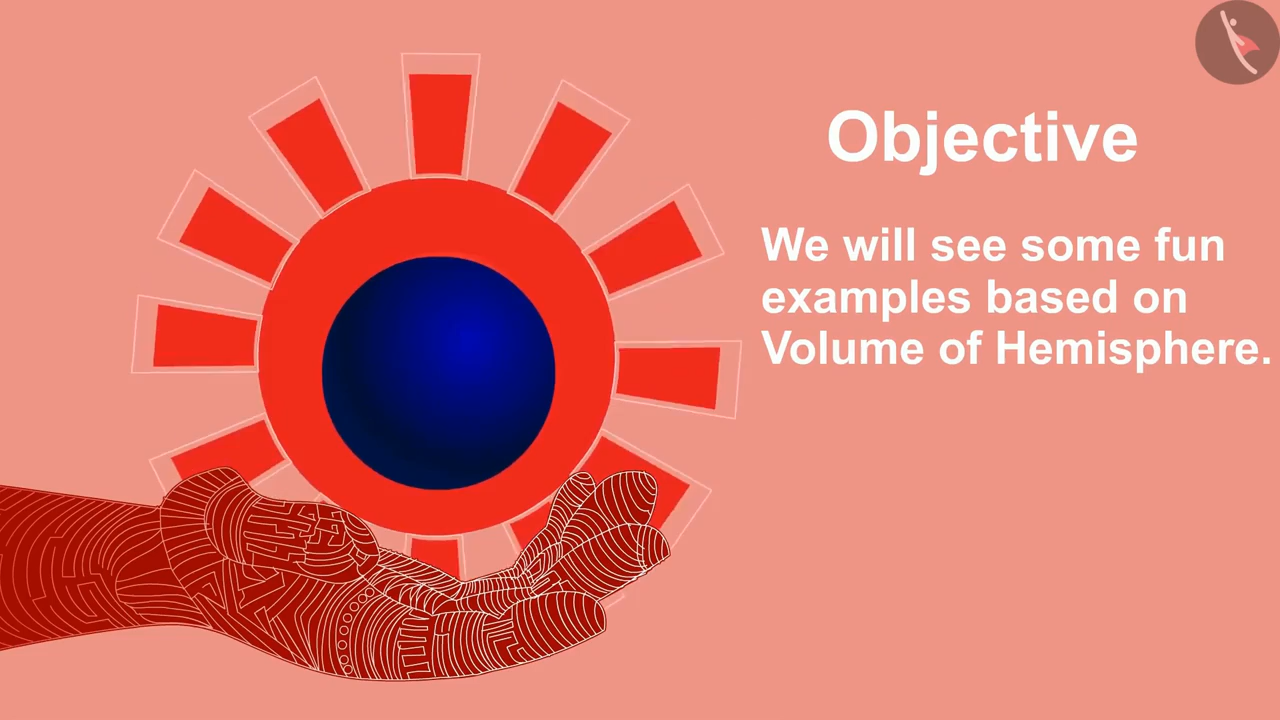 Objective
We will see some fun
examples based on
Volume of Hemisphere.